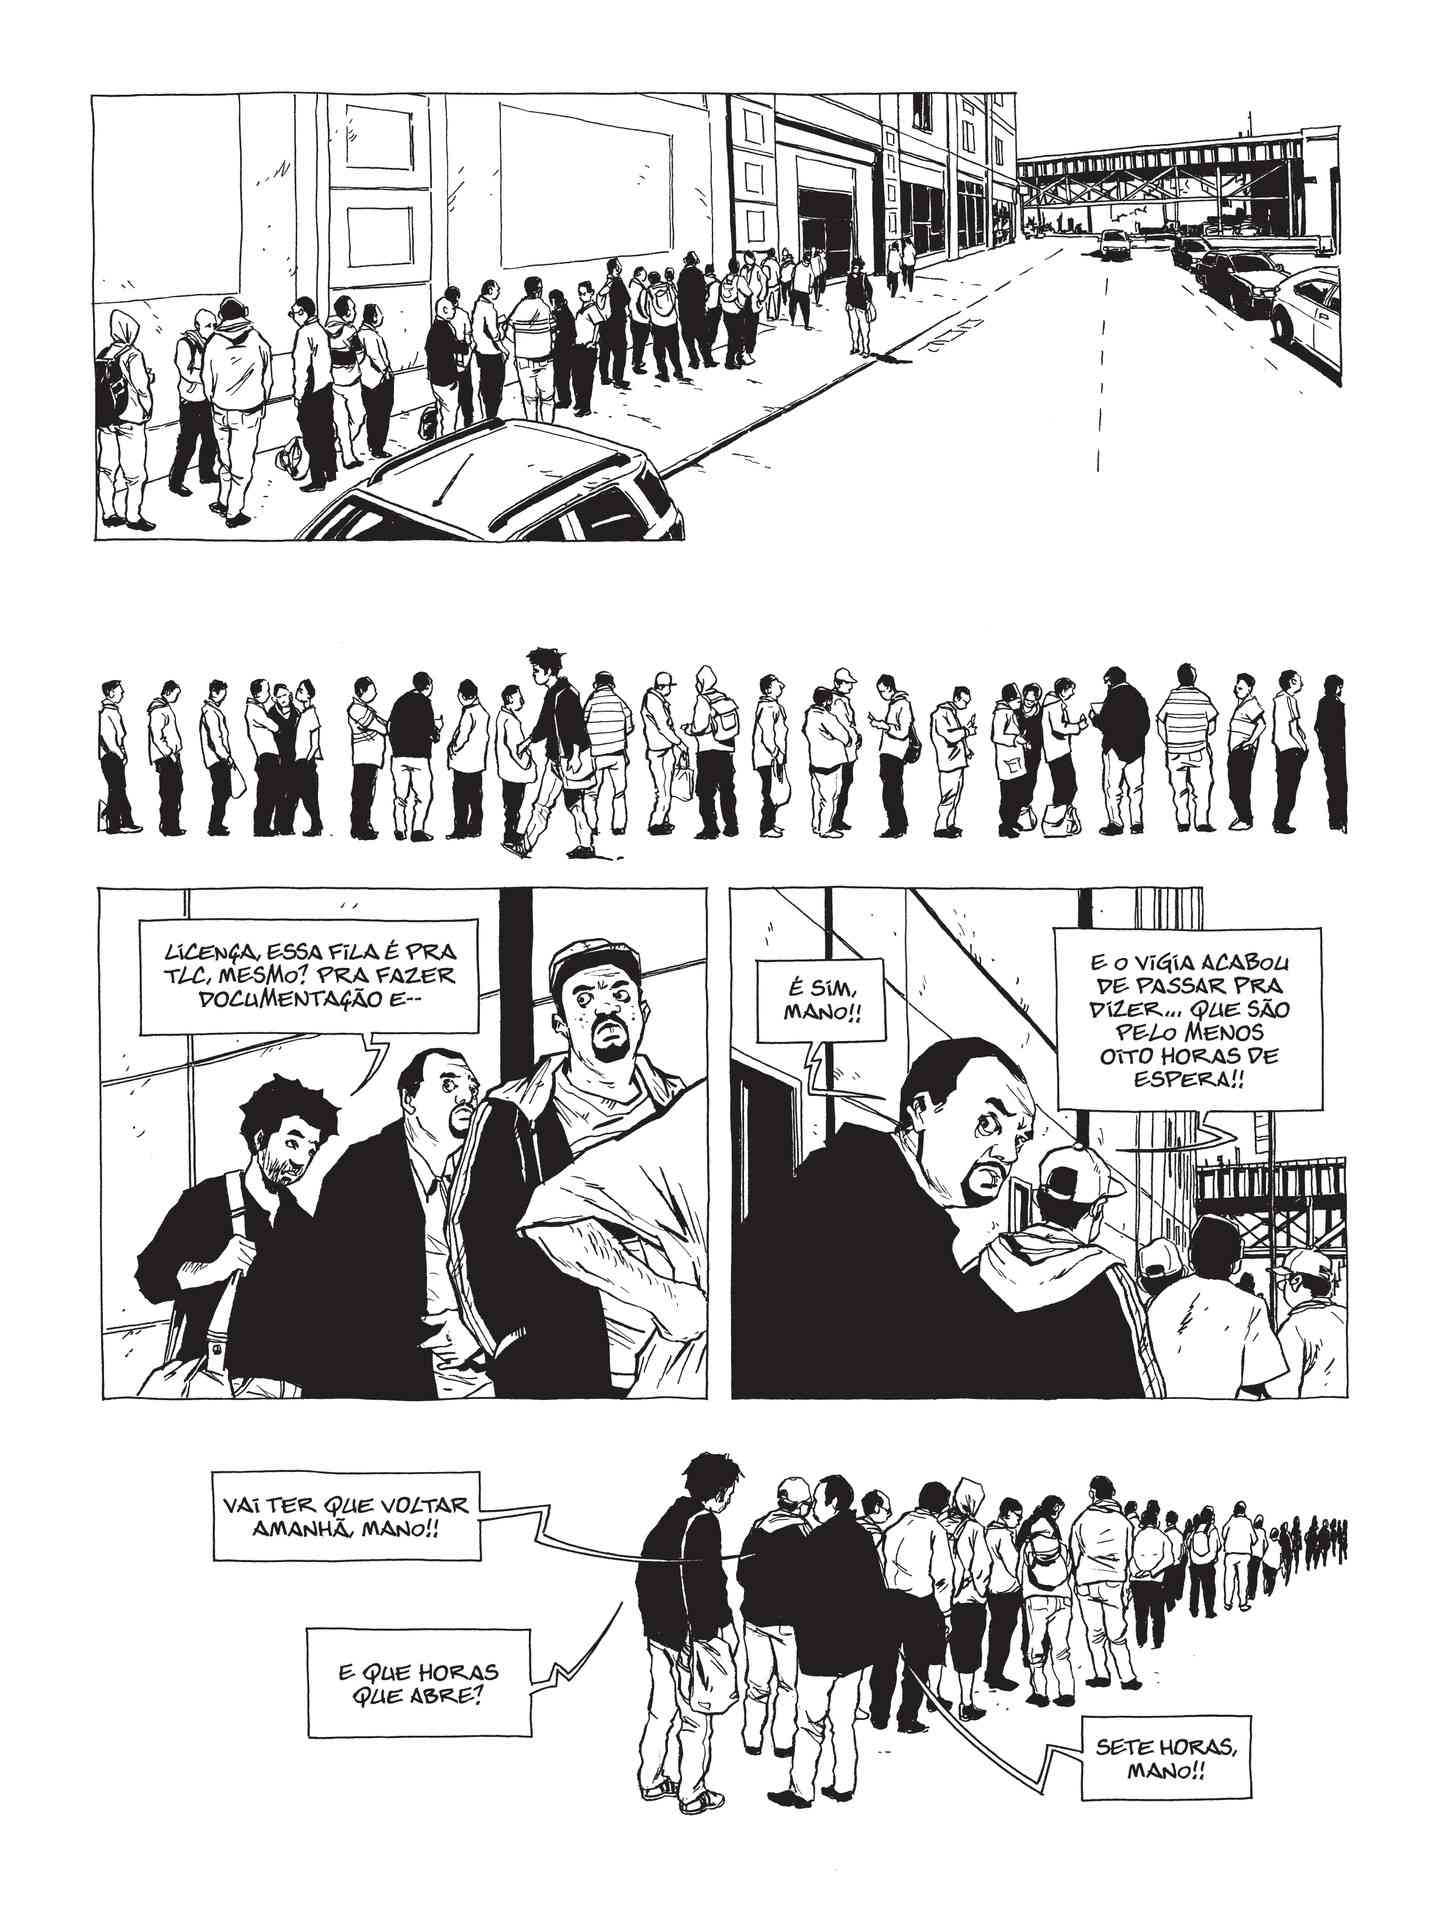 LICENÇA, ESSA FILA É PRA
TLC, MESMO? PRA FAZER
DOCUMENTAÇÃO E--
É SIM,
MANO!!
E O VIGIA ACABOU
DE PASSAR PRA
DIZER... QUE SÃO
PELO MENOS
OITO HORAS DE
ESPERA!!
VAI TER QUE VOLTAR
AMANHÃ, MANO!!
E QUE HORAS
QUE ABRE?
SETE HORAS,
MANO!!